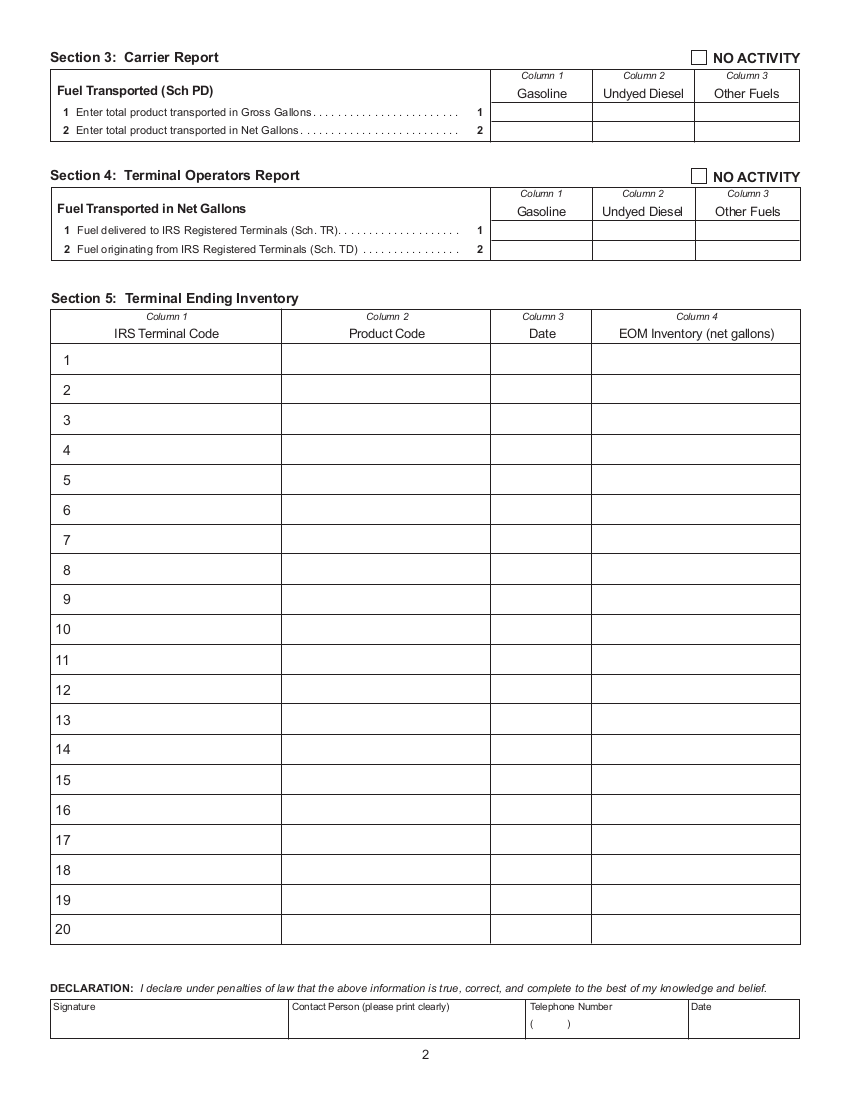 Section 3:  Carrier Report
NO ACTIVITY
Fuel Transported (Sch PD)
Column 1
Column 2
Column 3
Gasoline
Undyed Diesel
Other Fuels
1 Enter total product transported in Gross Gallons. . . . . . . . . . . . . . . . . . . . . . . . 1
2 Enter total product transported in Net Gallons. . . . . . . . . . . . . . . . . . . . . . . . . . 2
Section 4:  Terminal Operators Report
NO ACTIVITY
Fuel Transported in Net Gallons
Column 1
Column 2
Column 3
Gasoline
Undyed Diesel
Other Fuels
1 Fuel delivered to IRS Registered Terminals (Sch. TR). . . . . . . . . . . . . . . . . . . . 1
2 Fuel originating from IRS Registered Terminals (Sch. TD) . . . . . . . . . . . . . . . . 2
Section 5:  Terminal Ending Inventory
Column 1
Column 2
Column 3
Column 4
IRS Terminal Code
Product Code
Date
EOM Inventory (net gallons)
1
2
3
4
5
6
7
8
9
10
11
12
13
14
15
16
17
18
19
20
DECLARATION:  I declare under penalties of law that the above information is true, correct, and complete to the best of my knowledge and belief.
Signature
Contact Person (please print clearly)
Telephone Number
Date
(          )
2